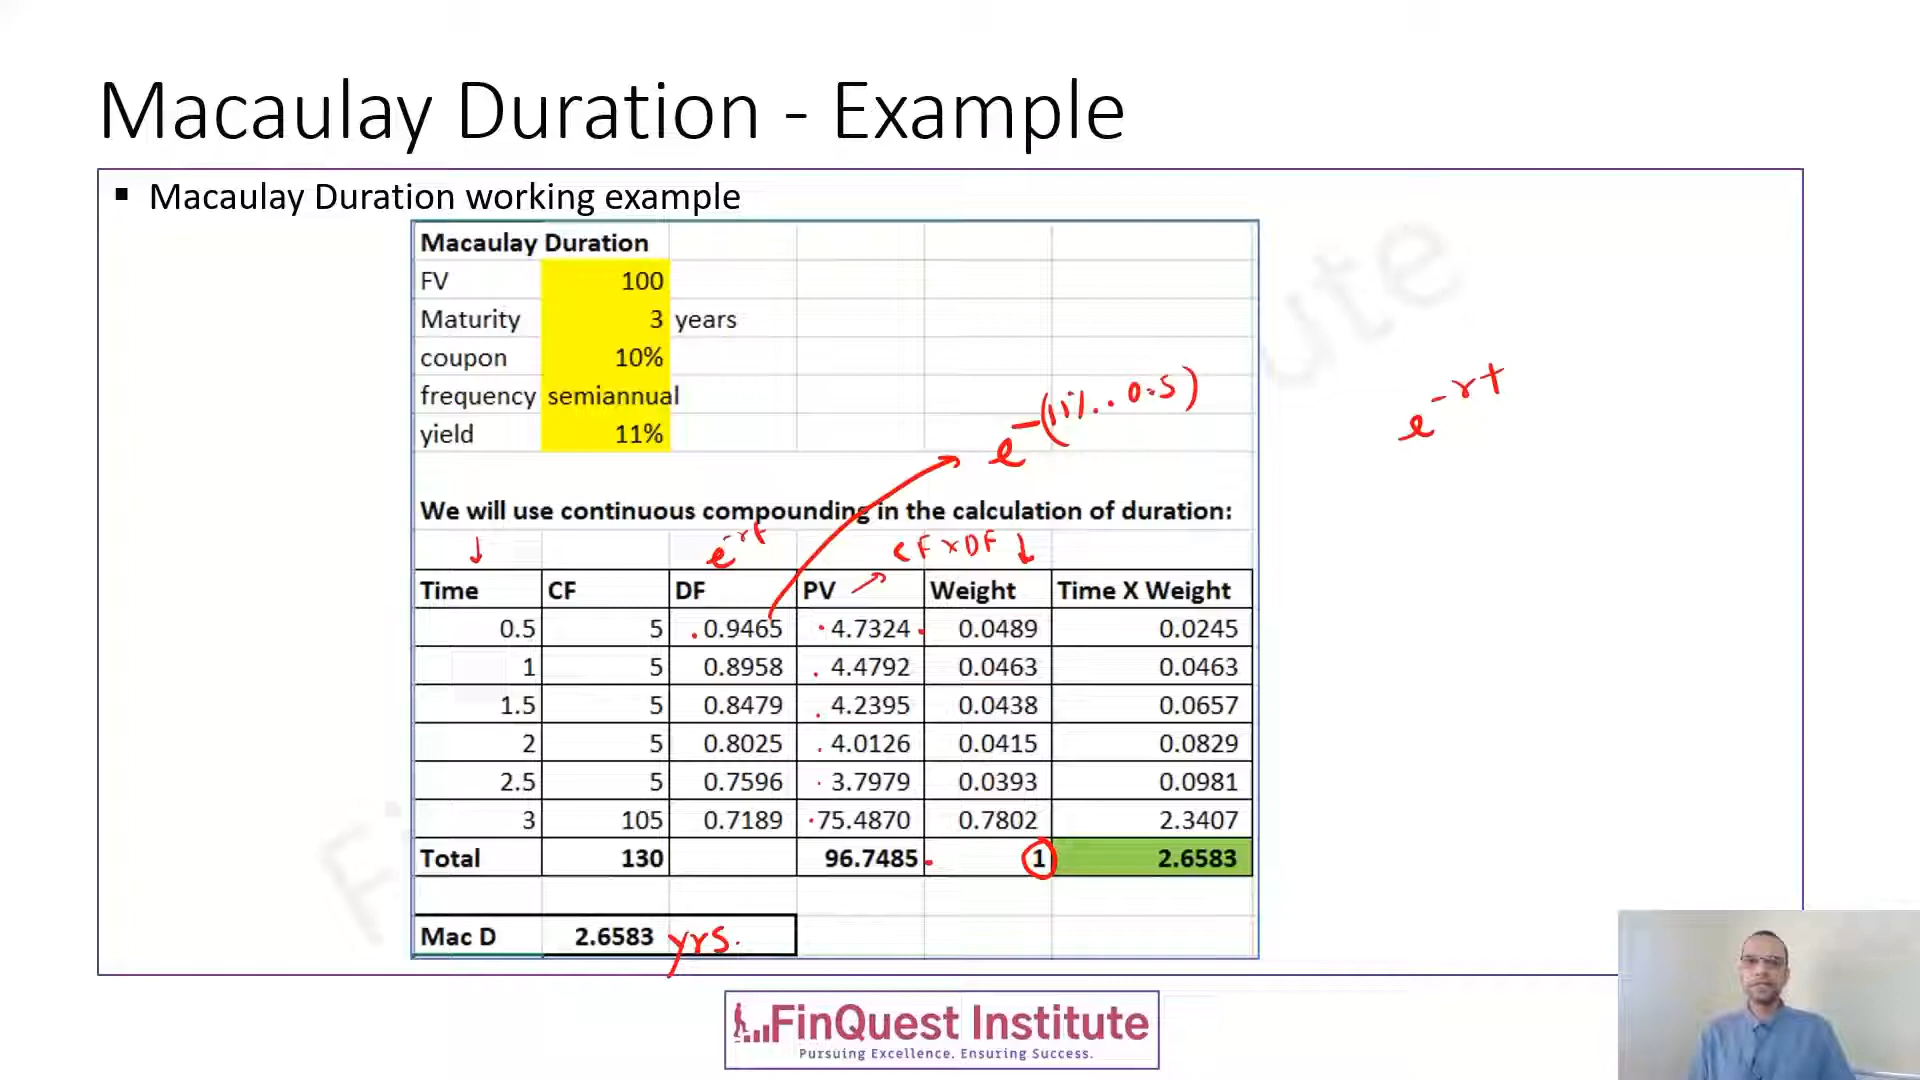 Macaulay Duration - Example
▪ Macaulay Duration working example
Macaulay Duration
FV 100
Maturity 3 years
coupon 10%
frequency semiannual
yield 11%
e^-(11% . 0.5)
e^-rt
We will use continuous compounding in the calculation of duration:
↓ e^-rt CF×DF ↓
Time CF DF PV Weight Time X Weight
0.5 5 0.9465 4.7324 0.0489 0.0245
1 5 0.8958 4.4792 0.0463 0.0463
1.5 5 0.8479 4.2395 0.0438 0.0657
2 5 0.8025 4.0126 0.0415 0.0829
2.5 5 0.7596 3.7979 0.0393 0.0981
3 105 0.7189 75.4870 0.7802 2.3407
Total 130 96.7485 1 2.6583
Mac D 2.6583 yrs.
FinQuest Institute
Pursuing Excellence. Ensuring Success.